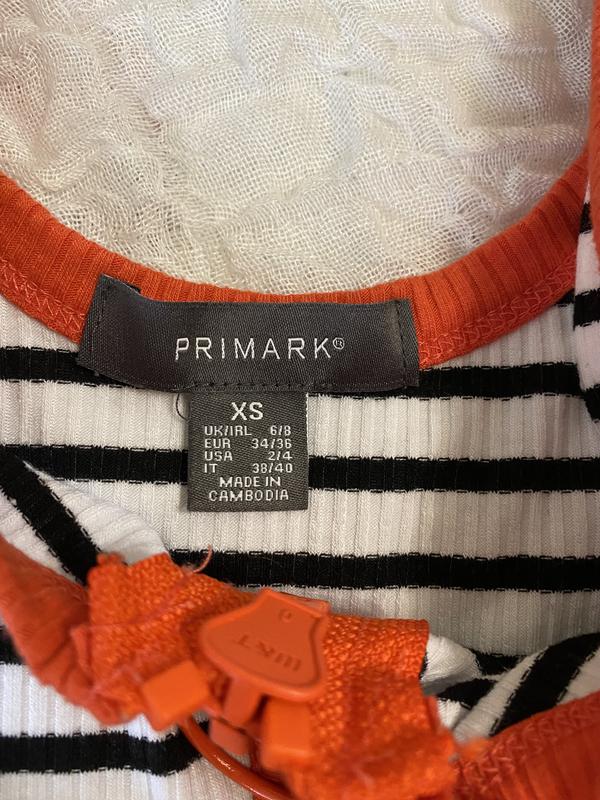 PRIMARK®
XS
UK/IRL 6/8
EUR 34/36
USA 2/4
IT 38/40
MADE IN
CAMBODIA